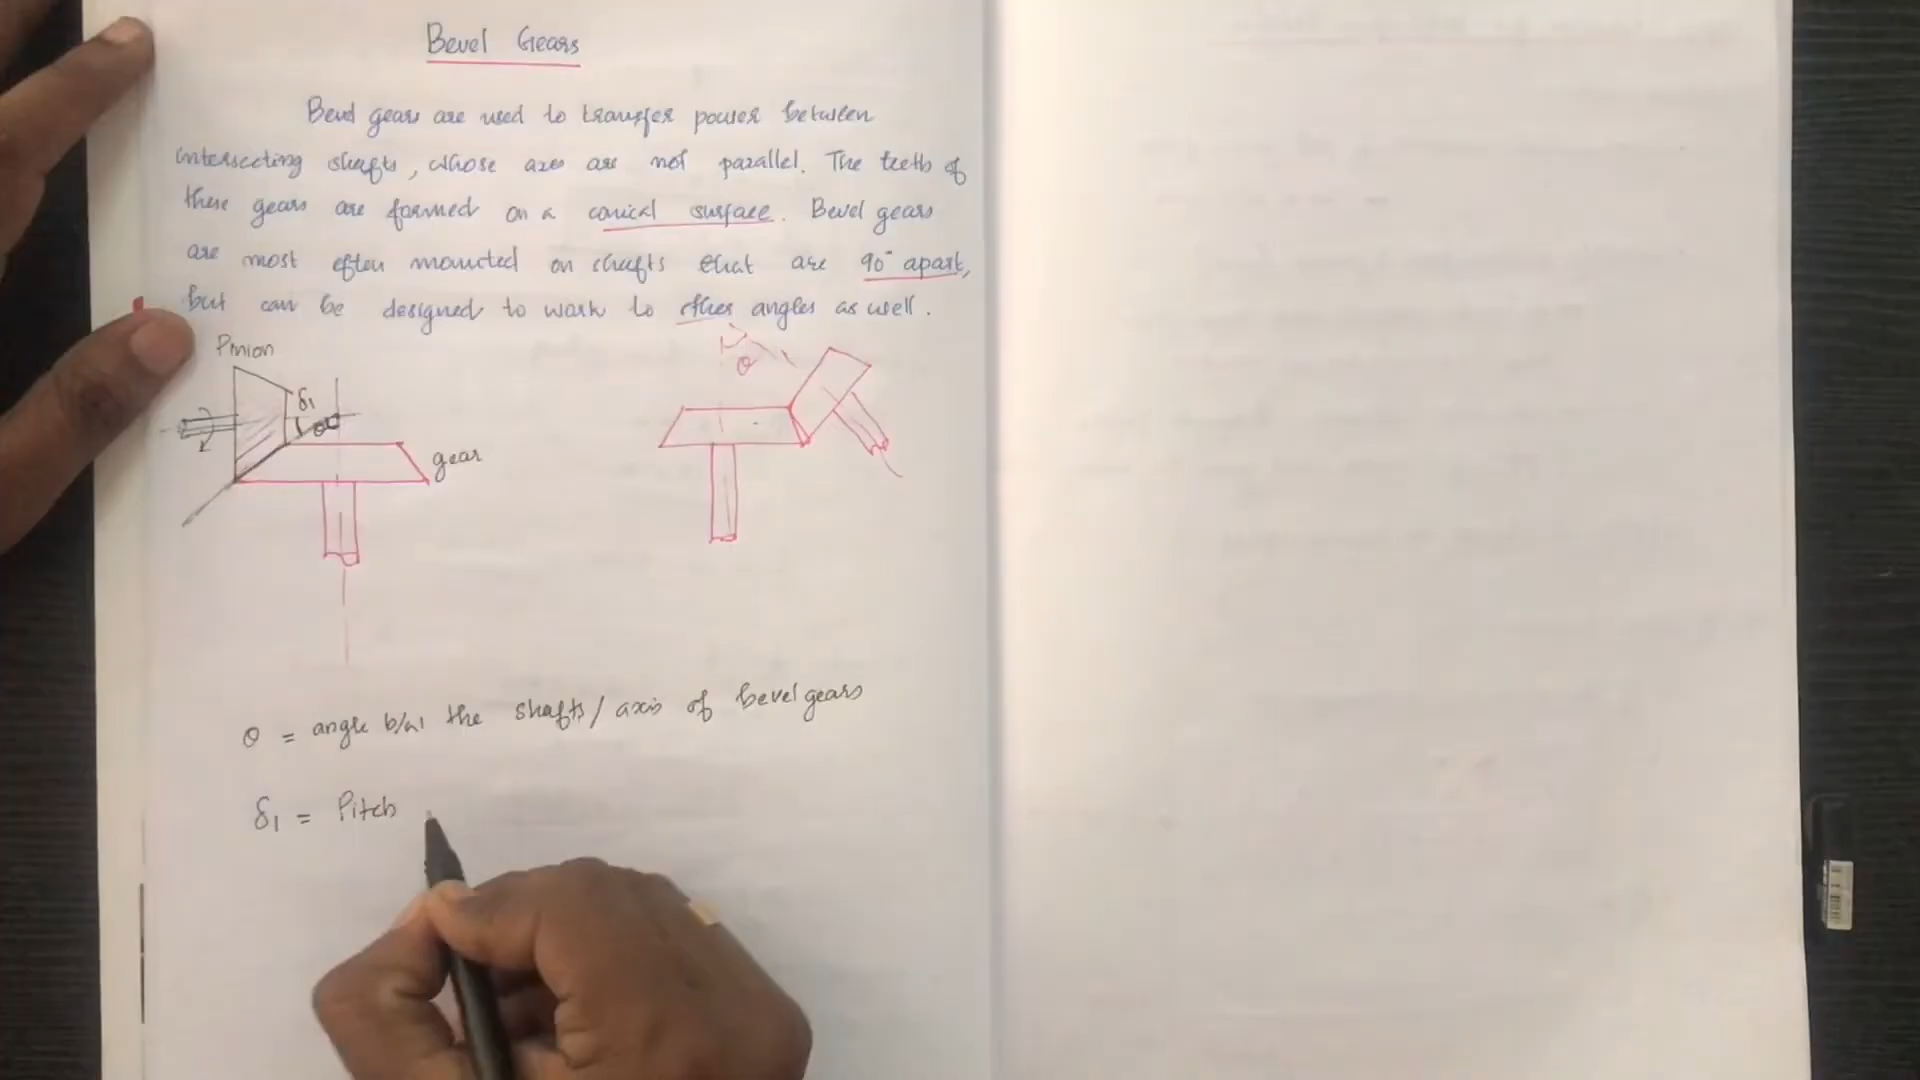 Bevel Gears
Bevel gears are used to transfer power between
intersecting shafts, whose axes are not parallel. The teeth of
these gears are formed on a conical surface. Bevel gears
are most often mounted on shafts that are 90° apart,
but can be designed to work to other angles as well.
Pinion
δ1
θ
gear
θ
θ = angle b/w the shafts/axis of bevel gears
δ1 = Pitch